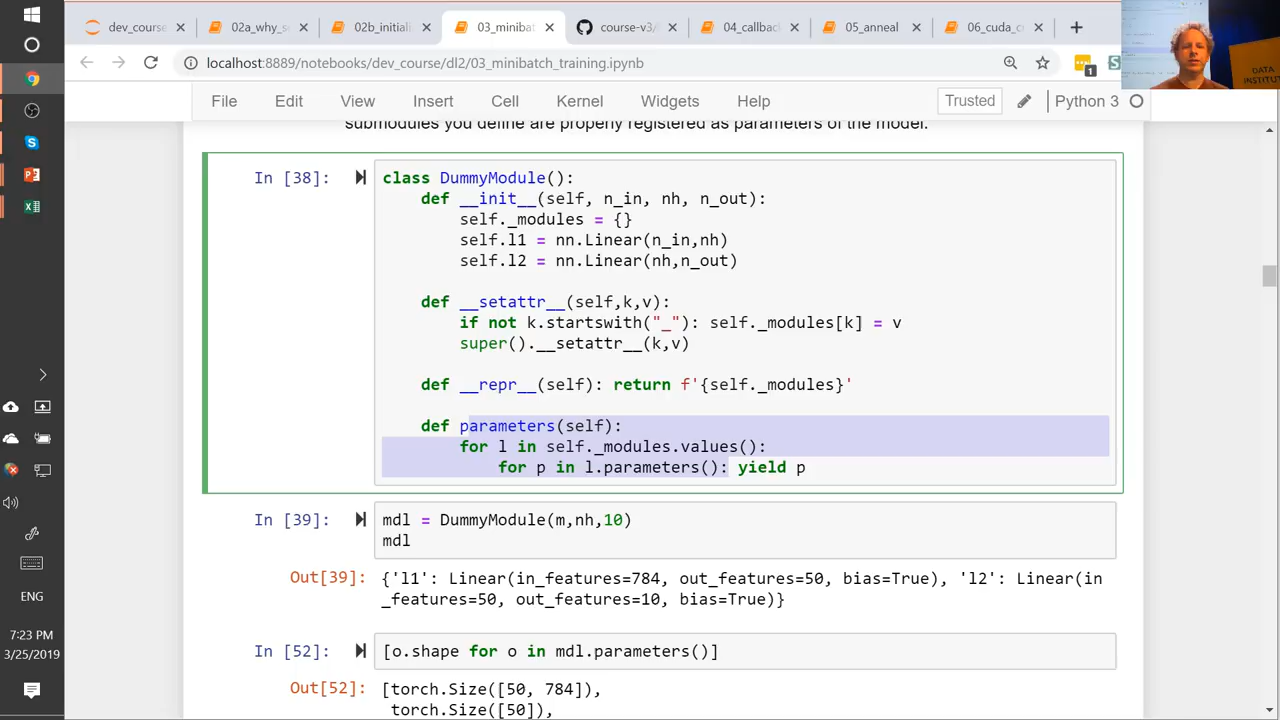 dev_course
02a_why_s
02b_initiali
03_minibat
course-v3/
04_callbac
05_anneal
06_cuda_c
localhost:8889/notebooks/dev_course/dl2/03_minibatch_training.ipynb
1
S
DATA
INSTITUT
File Edit View Insert Cell Kernel Widgets Help
Trusted
Python 3
submodules you define are properly registered as parameters of the model.
In [38]:
class DummyModule():
def __init__(self, n_in, nh, n_out):
self._modules = {}
self.l1 = nn.Linear(n_in,nh)
self.l2 = nn.Linear(nh,n_out)
def __setattr__(self,k,v):
if not k.startswith("_"): self._modules[k] = v
super().__setattr__(k,v)
def __repr__(self): return f'{self._modules}'
def parameters(self):
for l in self._modules.values():
for p in l.parameters(): yield p
In [39]:
mdl = DummyModule(m,nh,10)
mdl
Out[39]:
{'l1': Linear(in_features=784, out_features=50, bias=True), 'l2': Linear(in
_features=50, out_features=10, bias=True)}
In [52]:
[o.shape for o in mdl.parameters()]
Out[52]:
[torch.Size([50, 784]),
torch.Size([50]),
ENG
7:23 PM
3/25/2019